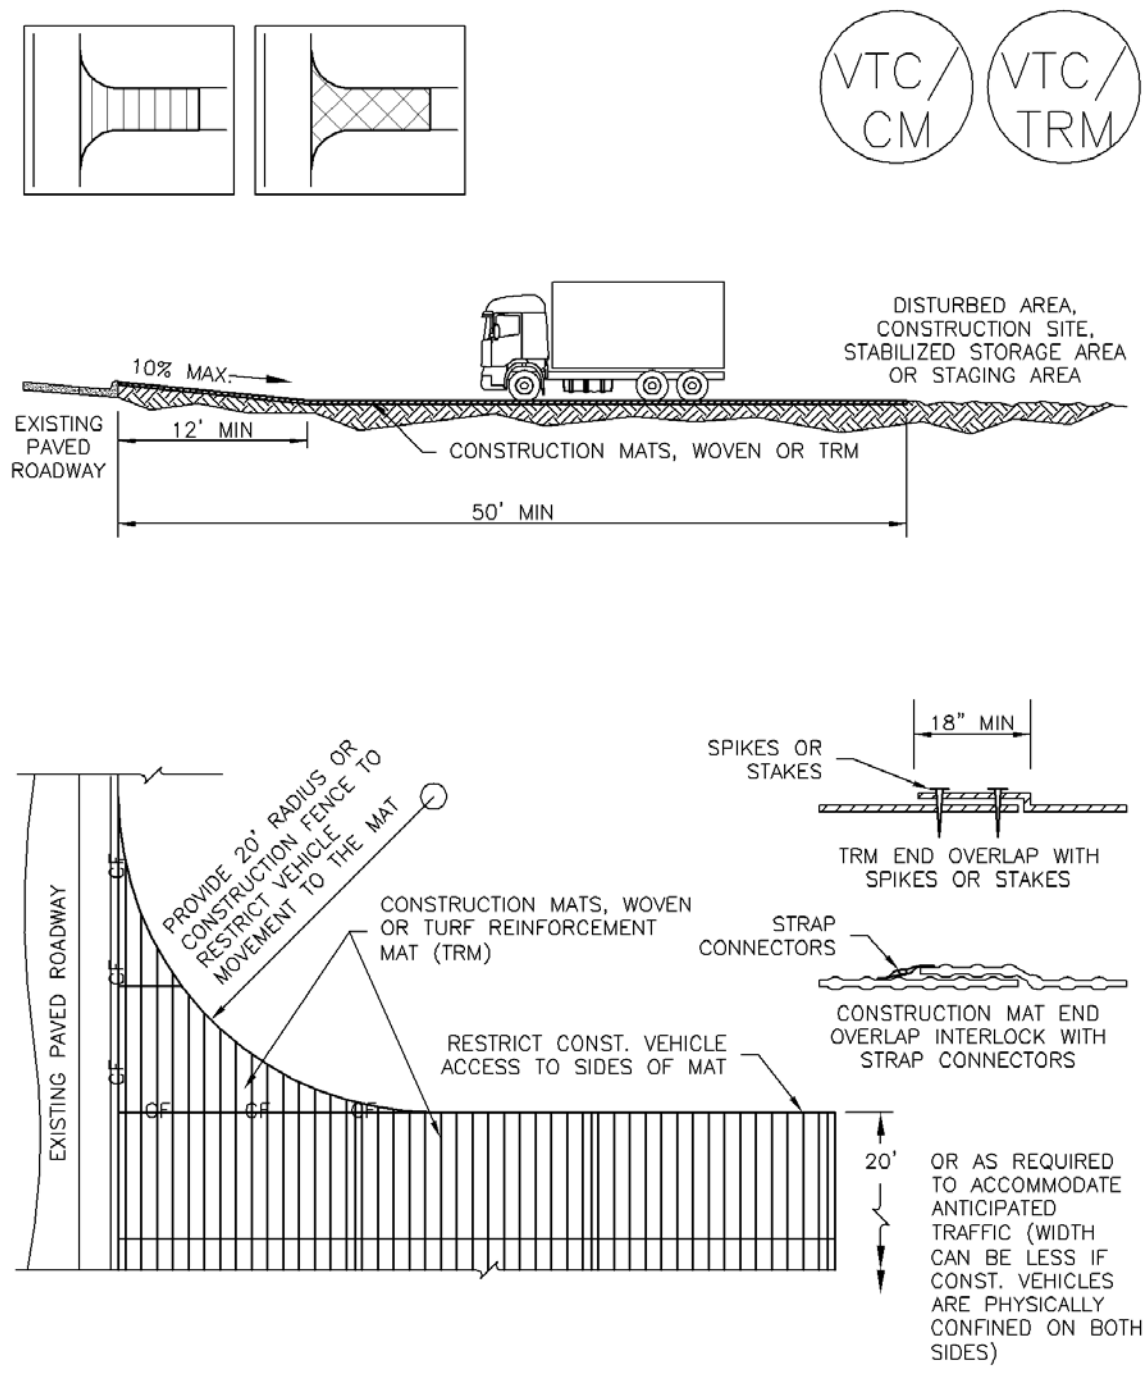 VTC/
CM
VTC/
TRM
DISTURBED AREA,
CONSTRUCTION SITE,
STABILIZED STORAGE AREA
OR STAGING AREA
10% MAX.
EXISTING
PAVED
ROADWAY
12' MIN
CONSTRUCTION MATS, WOVEN OR TRM
50' MIN
18" MIN
SPIKES OR
STAKES
TRM END OVERLAP WITH
SPIKES OR STAKES
PROVIDE 20' RADIUS OR
CONSTRUCTION FENCE TO
RESTRICT VEHICLE
MOVEMENT TO THE MAT
CONSTRUCTION MATS, WOVEN
OR TURF REINFORCEMENT
MAT (TRM)
STRAP
CONNECTORS
CONSTRUCTION MAT END
OVERLAP INTERLOCK WITH
STRAP CONNECTORS
RESTRICT CONST. VEHICLE
ACCESS TO SIDES OF MAT
EXISTING PAVED ROADWAY
CF
CF
CF
CF
CF
CF
20'
OR AS REQUIRED
TO ACCOMMODATE
ANTICIPATED
TRAFFIC (WIDTH
CAN BE LESS IF
CONST. VEHICLES
ARE PHYSICALLY
CONFINED ON BOTH
SIDES)